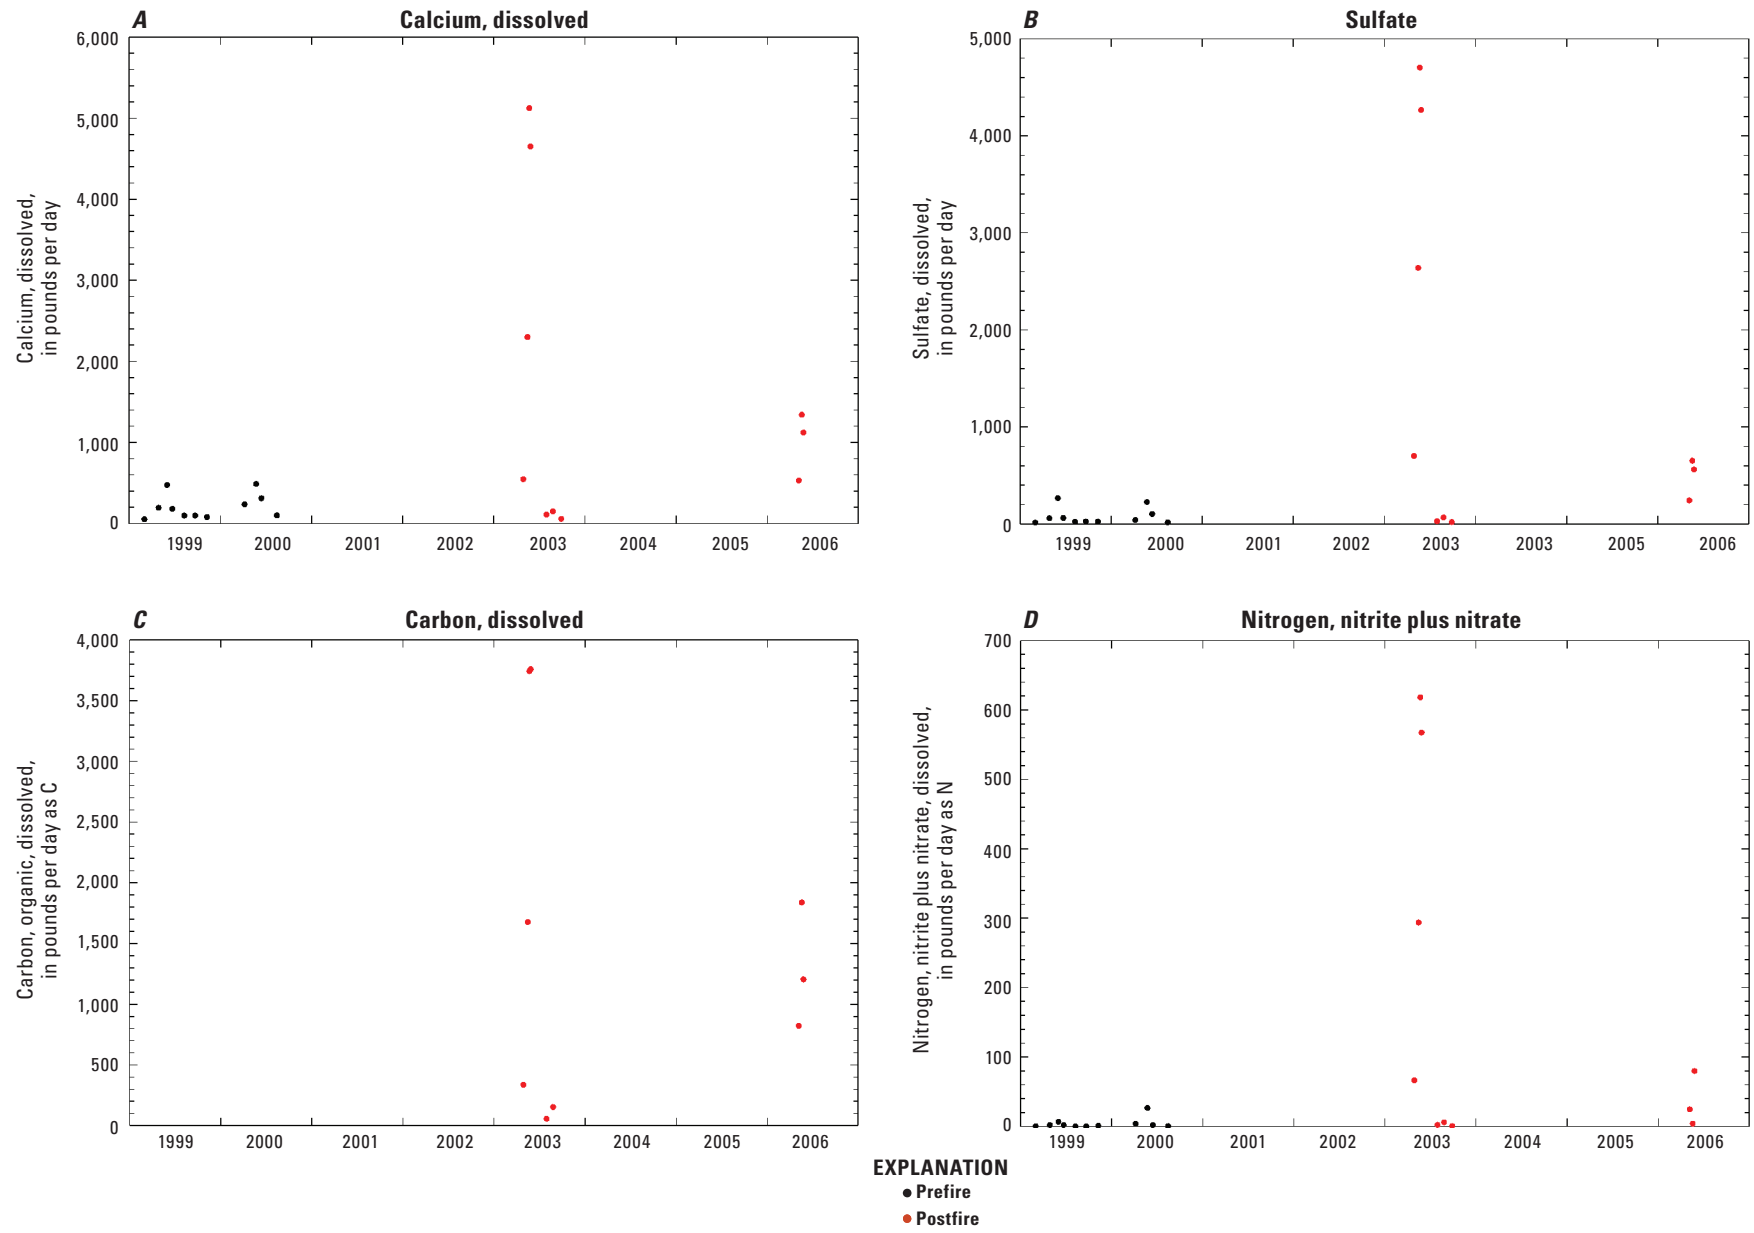 A Calcium, dissolved
6,000
5,000
4,000
3,000
2,000
1,000
0
Calcium, dissolved,
in pounds per day
1999 2000 2001 2002 2003 2004 2005 2006
B Sulfate
5,000
4,000
3,000
2,000
1,000
0
Sulfate, dissolved,
in pounds per day
1999 2000 2001 2002 2003 2003 2005 2006
C Carbon, dissolved
4,000
3,500
3,000
2,500
2,000
1,500
1,000
500
0
Carbon, organic, dissolved,
in pounds per day as C
1999 2000 2001 2002 2003 2004 2005 2006
D Nitrogen, nitrite plus nitrate
700
600
500
400
300
200
100
0
Nitrogen, nitrite plus nitrate, dissolved,
in pounds per day as N
1999 2000 2001 2002 2003 2004 2005 2006
EXPLANATION
Prefire
Postfire